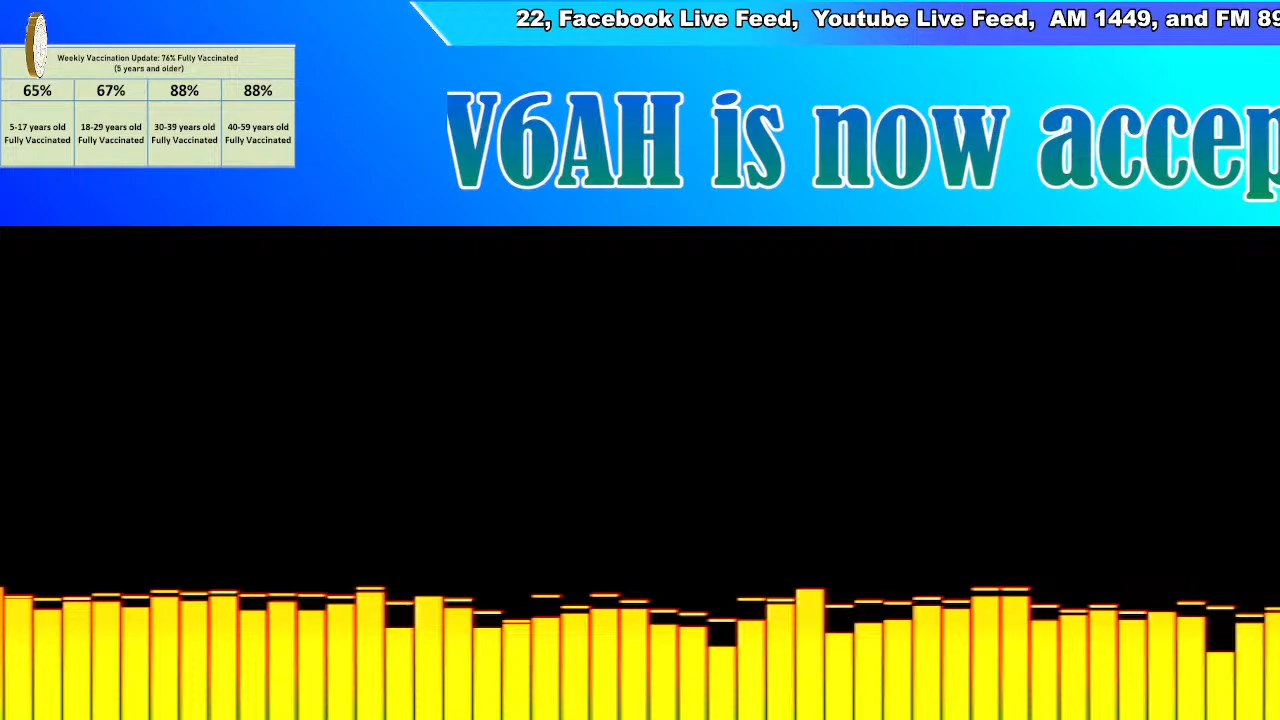 22, Facebook Live Feed, Youtube Live Feed, AM 1449, and FM 89
Weekly Vaccination Update: 76% Fully Vaccinated
(5 years and older)
65% 67% 88% 88%
5-17 years old 18-29 years old 30-39 years old 40-59 years old
Fully Vaccinated Fully Vaccinated Fully Vaccinated Fully Vaccinated
V6AH is now accep